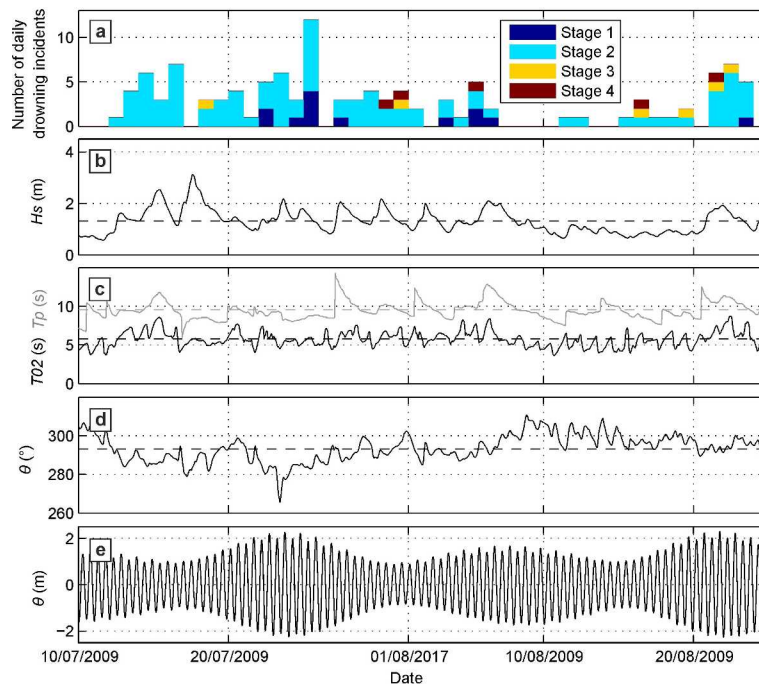 a
Number of daily
drowning incidents
10
5
0
Stage 1
Stage 2
Stage 3
Stage 4
b
Hs (m)
4
2
0
c
T02 (s) Tp (s)
15
10
5
0
d
θ (°)
300
280
260
e
θ (m)
2
0
−2
10/07/2009 20/07/2009 01/08/2017 10/08/2009 20/08/2009
Date